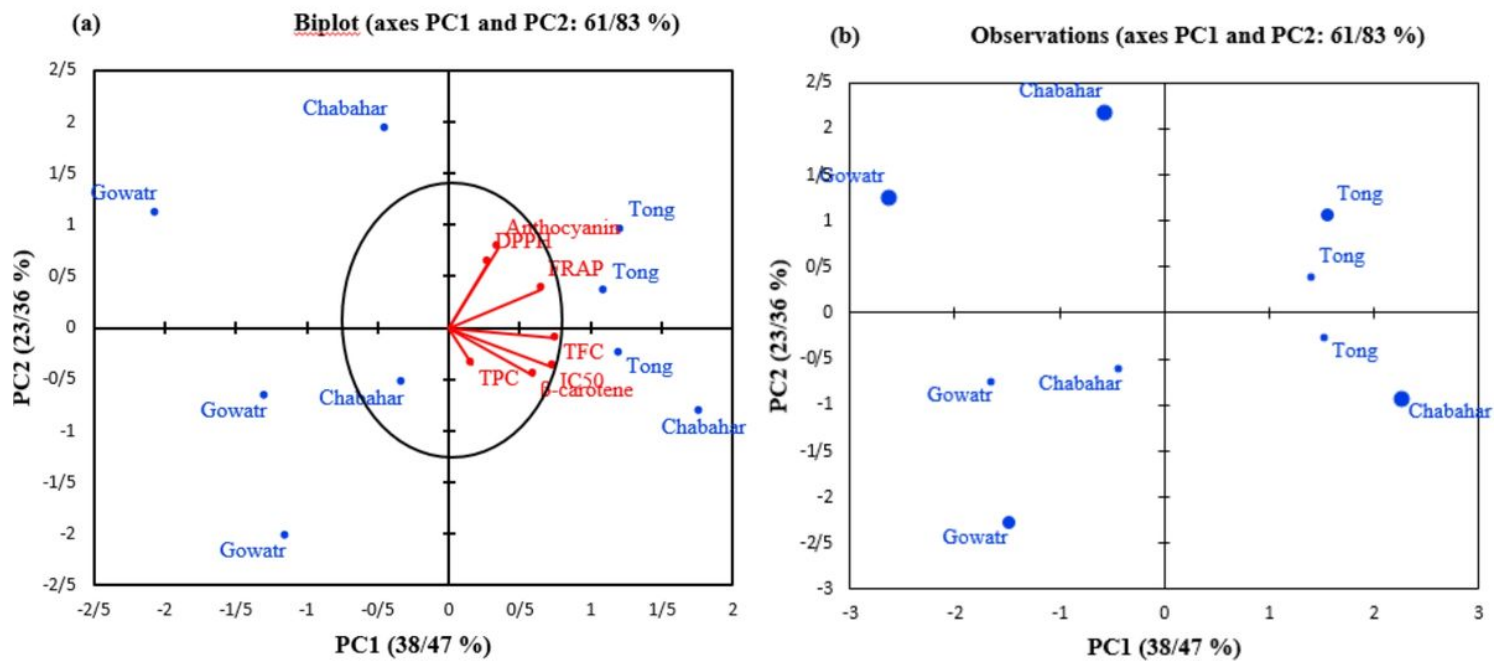 (a)
Biplot (axes PC1 and PC2: 61/83 %)
2/5
2
1/5
1
0/5
0
-0/5
-1
-1/5
-2
-2/5
PC2 (23/36 %)
Chabahar
Gowatr
Tong
Anthocyanin
DPPH
FRAP
Tong
TFC
Tong
TPC
IC50
β-carotene
Chabahar
Gowatr
Chabahar
Gowatr
-2/5
-2
-1/5
-1
-0/5
0
0/5
1
1/5
2
PC1 (38/47 %)
(b)
Observations (axes PC1 and PC2: 61/83 %)
2/5
2
1/5
1
0/5
0
-0/5
-1
-1/5
-2
-2/5
-3
PC2 (23/36 %)
Chabahar
Gowatr
Tong
Tong
Tong
Gowatr
Chabahar
Chabahar
Gowatr
-3
-2
-1
0
1
2
3
PC1 (38/47 %)